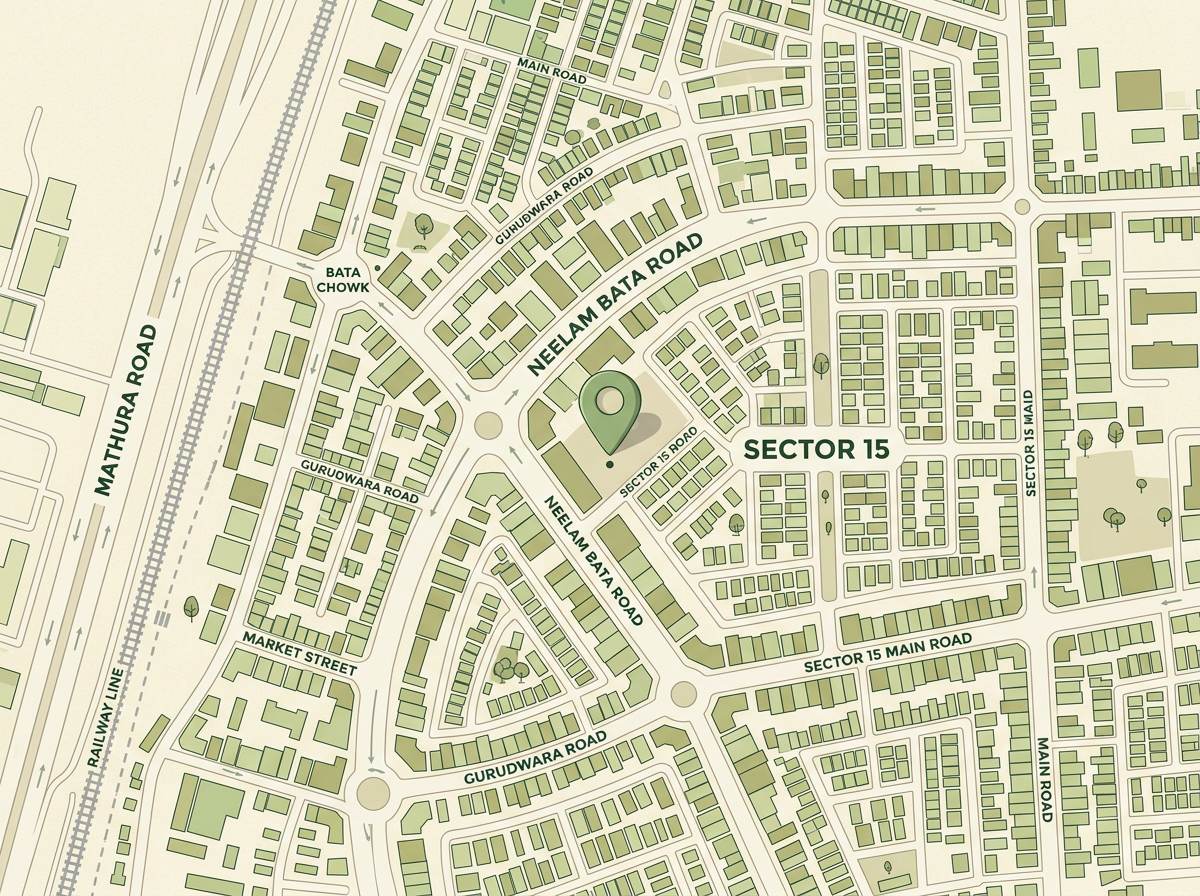 MAIN ROAD
GURUDWARA ROAD
BATA
CHOWK
NEELAM BATA ROAD
MATHURA ROAD
SECTOR 15
SECTOR 15 ROAD
SECTOR 15 MAID
GURUDWARA ROAD
NEELAM BATA ROAD
MARKET STREET
SECTOR 15 MAIN ROAD
RAILWAY LINE
GURUDWARA ROAD
MAIN ROAD